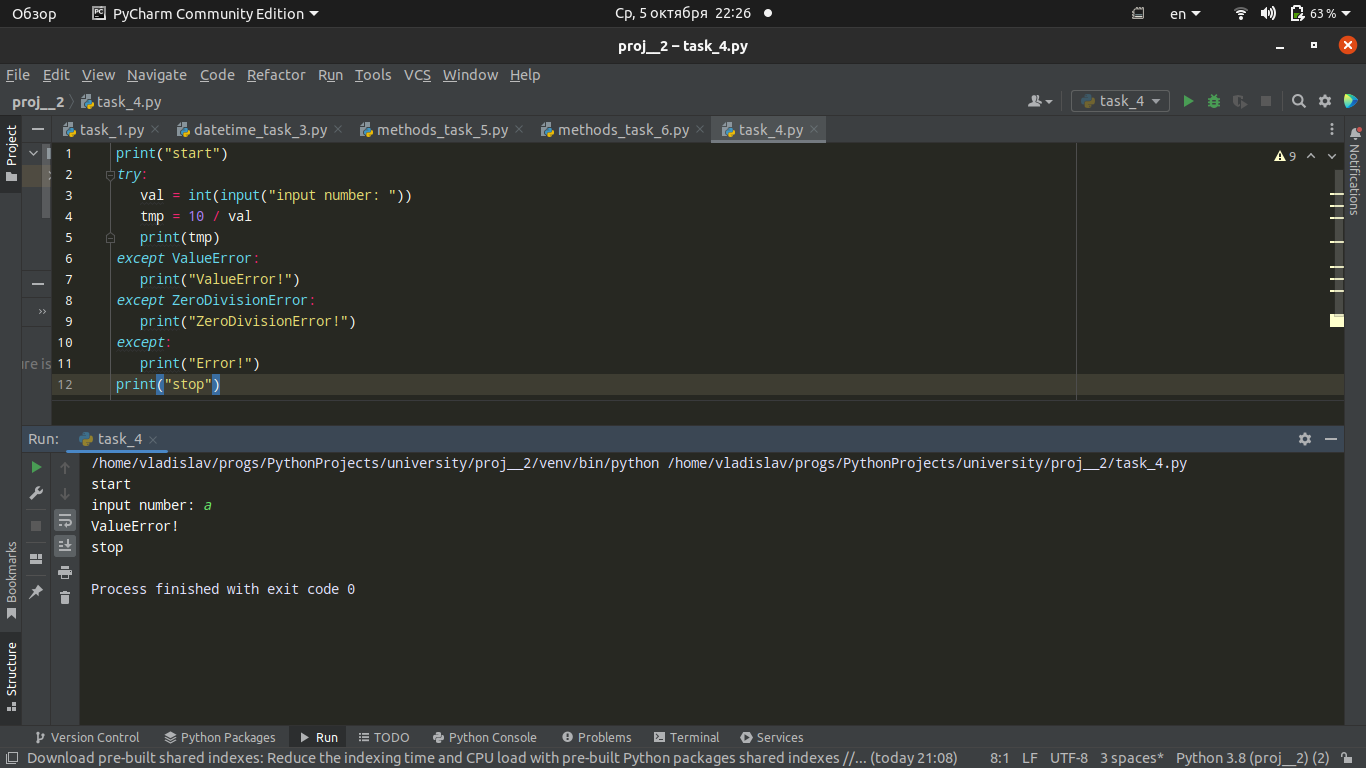 Обзор PyCharm Community Edition Ср, 5 октября 22:26 en 63 %
proj__2 – task_4.py
File Edit View Navigate Code Refactor Run Tools VCS Window Help
proj__2 task_4.py task_4
Project
task_1.py datetime_task_3.py methods_task_5.py methods_task_6.py task_4.py
Notifications
9
1 print("start")
2 try:
3 val = int(input("input number: "))
4 tmp = 10 / val
5 print(tmp)
6 except ValueError:
7 print("ValueError!")
8 except ZeroDivisionError:
9 print("ZeroDivisionError!")
10 except:
11 print("Error!")
12 print("stop")
Run: task_4
/home/vladislav/progs/PythonProjects/university/proj__2/venv/bin/python /home/vladislav/progs/PythonProjects/university/proj__2/task_4.py
start
input number: a
ValueError!
stop
Process finished with exit code 0
Bookmarks
Structure
Version Control Python Packages Run TODO Python Console Problems Terminal Services
Download pre-built shared indexes: Reduce the indexing time and CPU load with pre-built Python packages shared indexes //... (today 21:08) 8:1 LF UTF-8 3 spaces* Python 3.8 (proj__2) (2)